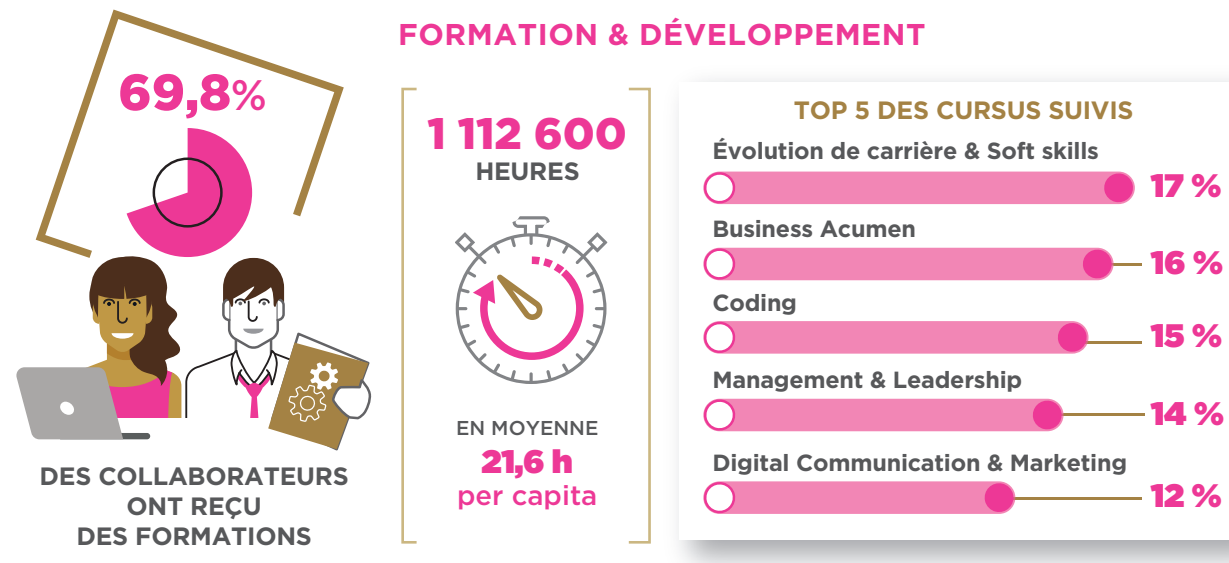 FORMATION & DÉVELOPPEMENT
69,8%
DES COLLABORATEURS
ONT REÇU
DES FORMATIONS
1 112 600
HEURES
EN MOYENNE
21,6 h
per capita
TOP 5 DES CURSUS SUIVIS
Évolution de carrière & Soft skills
17 %
Business Acumen
16 %
Coding
15 %
Management & Leadership
14 %
Digital Communication & Marketing
12 %